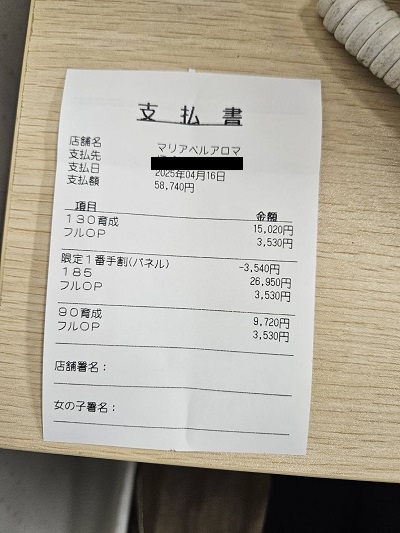 支払書
店舗名 マリアベルアロマ
支払先
支払日 2025年04月16日
支払額 58,740円
項目 金額
130育成 15,020円
フルOP 3,530円
限定1番手割(パネル) -3,540円
185 26,950円
フルOP 3,530円
90育成 9,720円
フルOP 3,530円
店舗署名：
女の子署名：